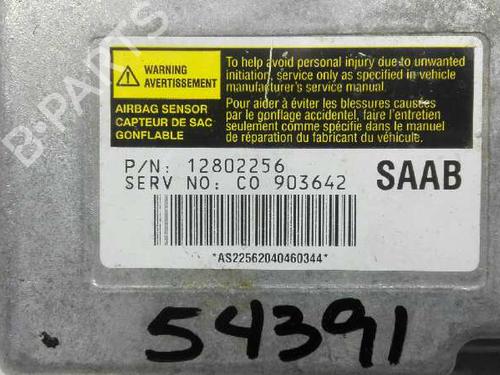 WARNING
AVERTISSEMENT
AIRBAG SENSOR
CAPTEUR DE SAC
GONFLABLE
To help avoid personal injury due to unwanted
initiation, service only as specified in vehicle
manufacturer's service manual.
Pour aider à éviter les blessures causées
par le gonflage accidentel, faire l'entretien
seulement comme spécifié dans le manuel
de réparation du fabricant du véhicule.
P/N: 12802256
SERV NO: CO 903642
SAAB
*AS22562040460344*
54391
B-PARTS